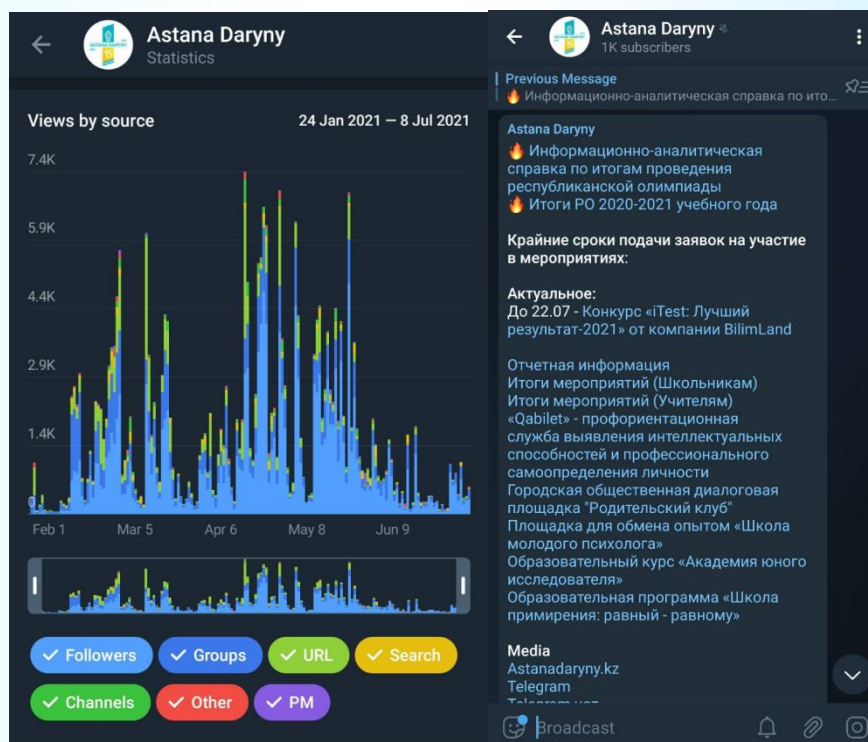 Astana Daryny
Statistics
Views by source
24 Jan 2021 — 8 Jul 2021
7.4K
5.9K
4.4K
2.9K
1.4K
0
Feb 1
Mar 5
Apr 6
May 8
Jun 9
Followers
Groups
URL
Search
Channels
Other
PM
Astana Daryny
1K subscribers
Previous Message
🔥 Информационно-аналитическая справка по ито...
Astana Daryny
🔥 Информационно-аналитическая
справка по итогам проведения
республиканской олимпиады
🔥 Итоги РО 2020-2021 учебного года
Крайние сроки подачи заявок на участие
в мероприятиях:
Актуальное:
До 22.07 - Конкурс «iTest: Лучший
результат-2021» от компании BilimLand
Отчетная информация
Итоги мероприятий (Школьникам)
Итоги мероприятий (Учителям)
«Qabilet» - профориентационная
служба выявления интеллектуальных
способностей и профессионального
самоопределения личности
Городская общественная диалоговая
площадка "Родительский клуб"
Площадка для обмена опытом «Школа
молодого психолога»
Образовательный курс «Академия юного
исследователя»
Образовательная программа «Школа
примирения: равный - равному»
Media
Astanadaryny.kz
Telegram
Broadcast